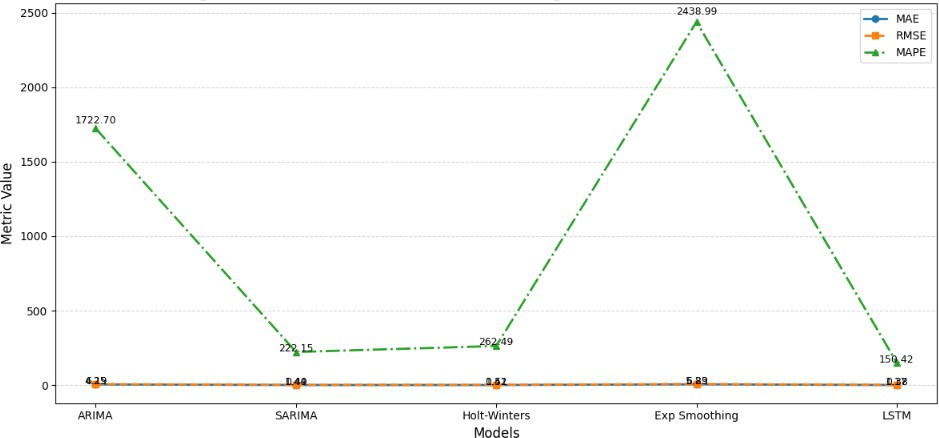 2500
2438.99
MAE
RMSE
MAPE
2000
1722.70
1500
Metric Value
1000
500
222.15
262.49
150.42
0
ARIMA
SARIMA
Holt-Winters
Exp Smoothing
LSTM
Models